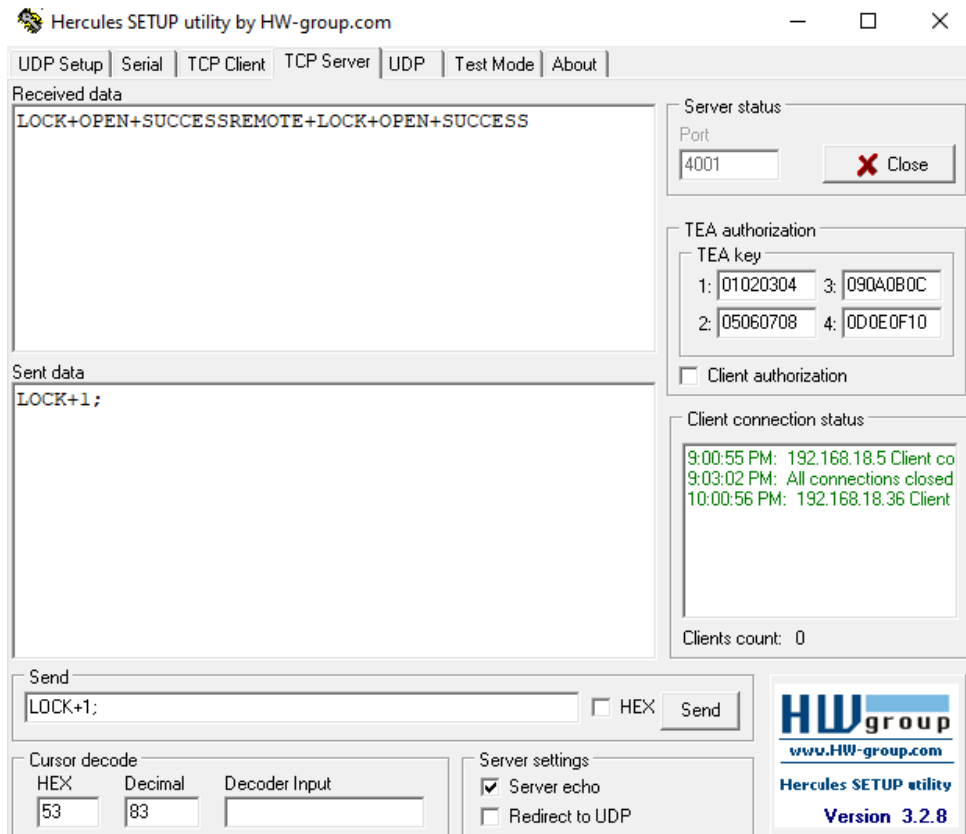 Hercules SETUP utility by HW-group.com
UDP Setup Serial TCP Client TCP Server UDP Test Mode About
Received data
LOCK+OPEN+SUCCESSREMOTE+LOCK+OPEN+SUCCESS
Server status
Port
4001 Close
TEA authorization
TEA key
1: 01020304 3: 090A0B0C
2: 05060708 4: 0D0E0F10
Client authorization
Sent data
LOCK+1;
Client connection status
9:00:55 PM: 192.168.18.5 Client co
9:03:02 PM: All connections closed
10:00:56 PM: 192.168.18.36 Client
Clients count: 0
Send
LOCK+1; HEX Send
Cursor decode
HEX Decimal Decoder Input
53 83
Server settings
Server echo
Redirect to UDP
HW group
www.HW-group.com
Hercules SETUP utility
Version 3.2.8